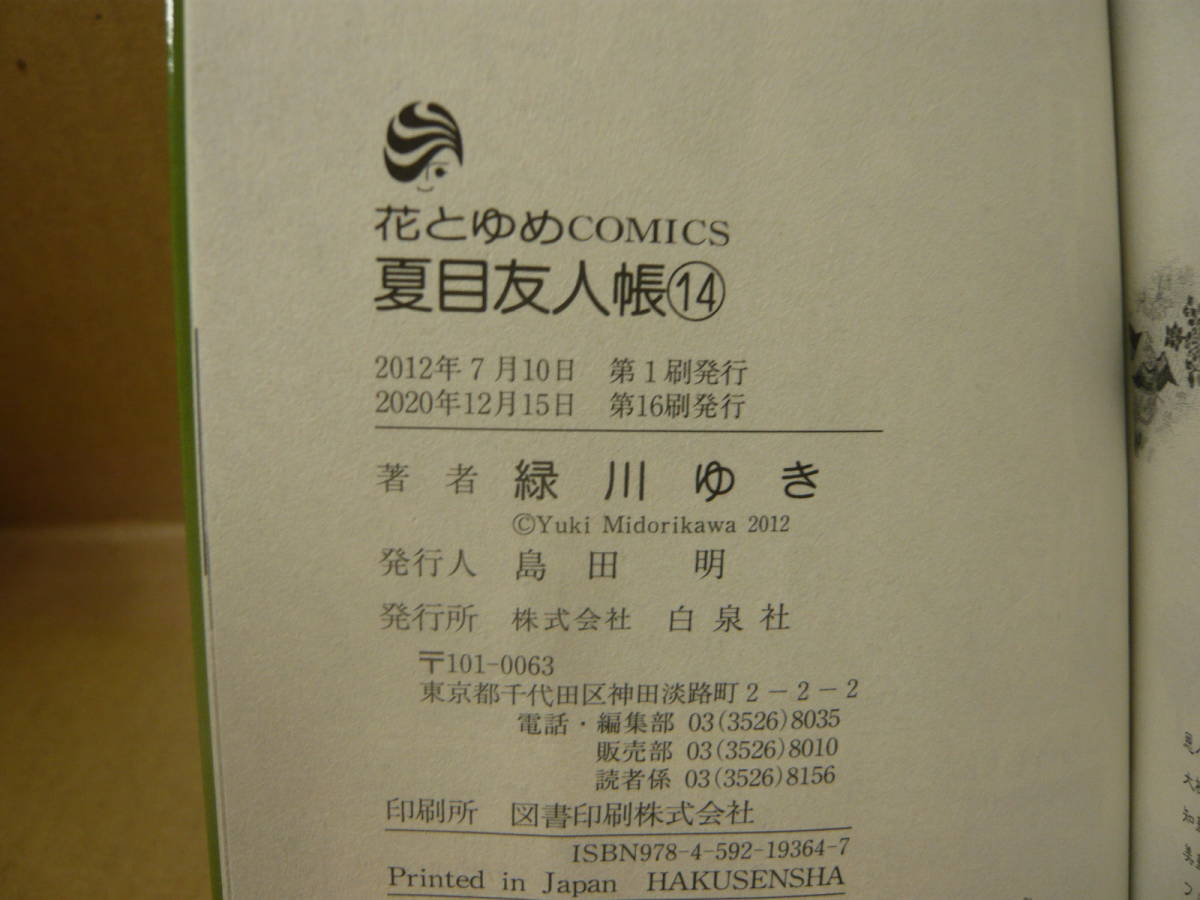 花とゆめCOMICS
夏目友人帳⑭
2012年7月10日 第1刷発行
2020年12月15日 第16刷発行
著者 緑川ゆき
©Yuki Midorikawa 2012
発行人 島田 明
発行所 株式会社 白泉社
〒101-0063
東京都千代田区神田淡路町2-2-2
電話・編集部 03(3526)8035
販売部 03(3526)8010
読者係 03(3526)8156
印刷所 図書印刷株式会社
ISBN978-4-592-19364-7
Printed in Japan HAKUSENSHA